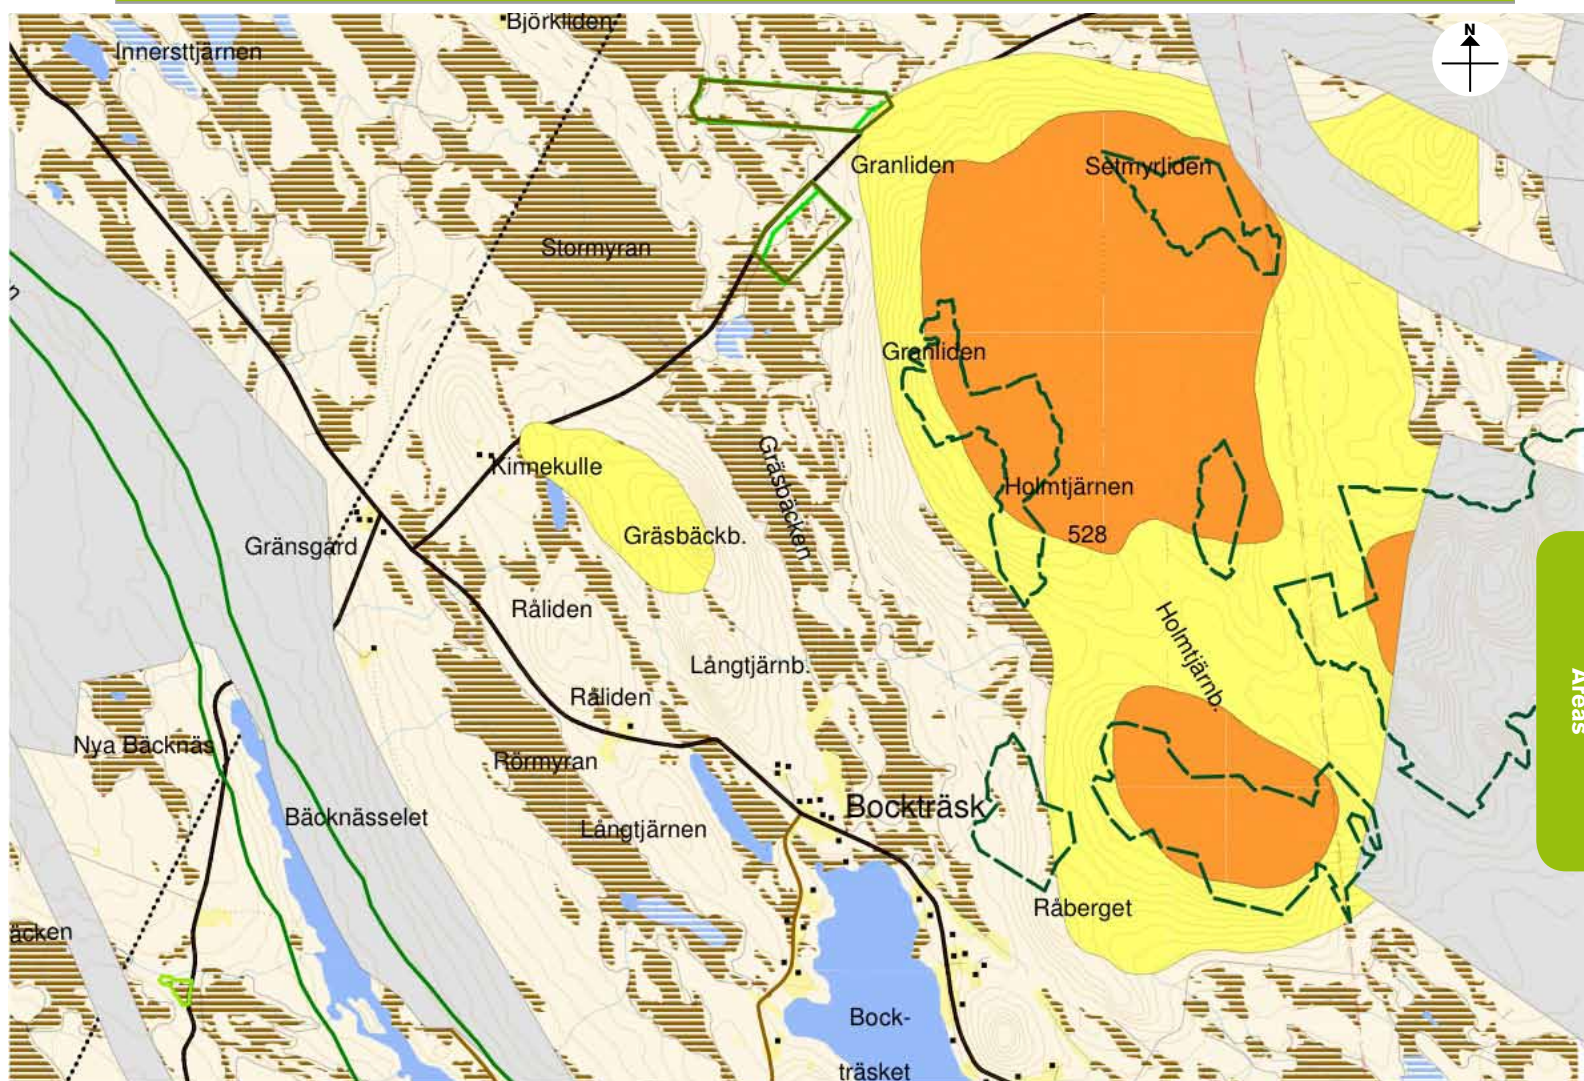 Björkliden
Innersttjärnen
N
Granliden
Setmyrliden
Stormyran
Granliden
Kinnekulle
Gräsbäcken
Holmtjärnen
528
Gräsbäckb.
Gränsgård
Råliden
Holmtjärnb.
Långtjärnb.
Råliden
Areas
Nya Bäcknäs
Rörmyran
Bäcknässelet
Långtjärnen
Bockträsk
Råberget
äcken
Bock-
träsket
n